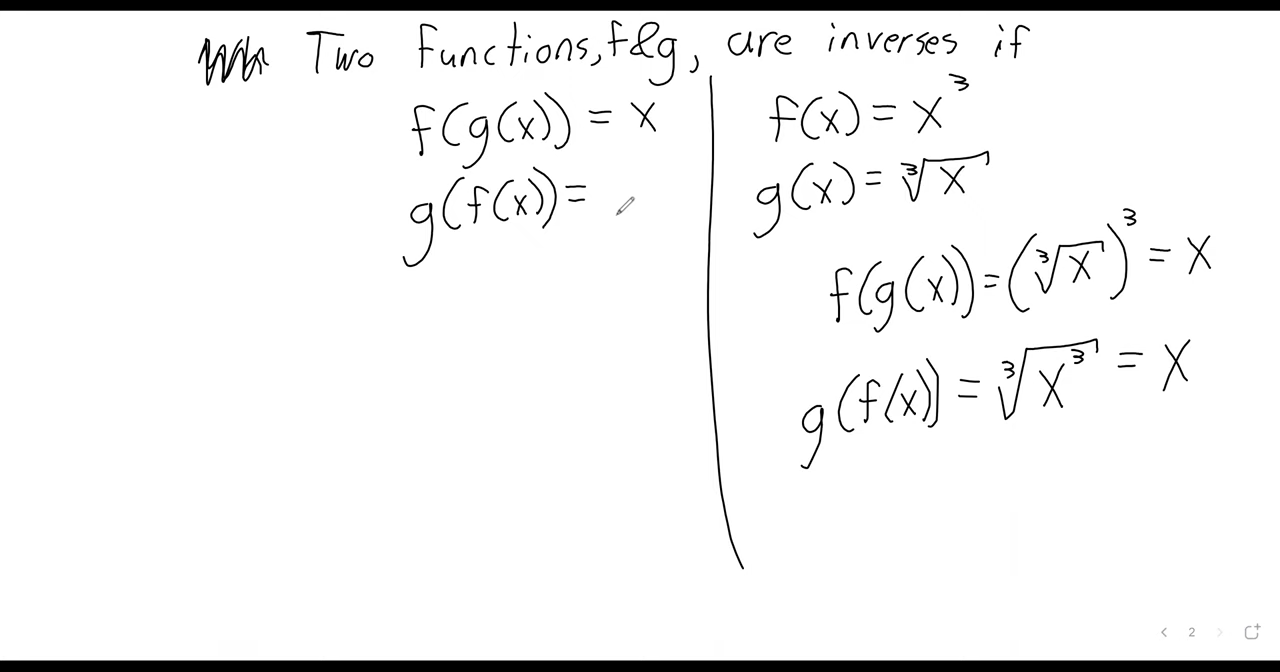 Two Functions, f&g, are inverses if
f(g(x)) = x
g(f(x)) =
f(x) = x³
g(x) = ∛x
f(g(x)) = (∛x)³ = x
g(f(x)) = ∛x³ = x
2